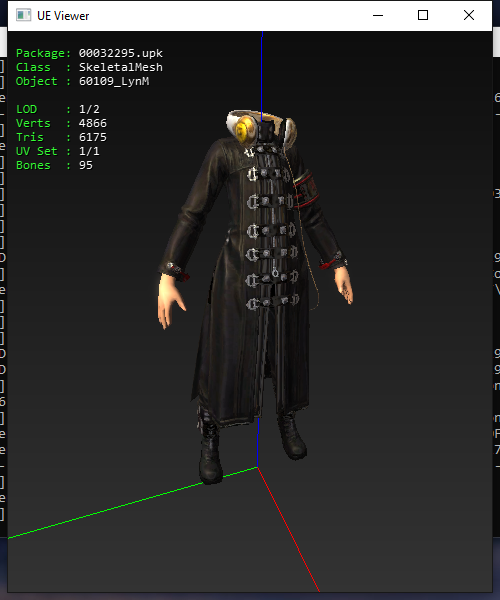 UE Viewer
Package: 00032295.upk
Class : SkeletalMesh
Object : 60109_LynM
LOD : 1/2
Verts : 4866
Tris : 6175
UV Set : 1/1
Bones : 95